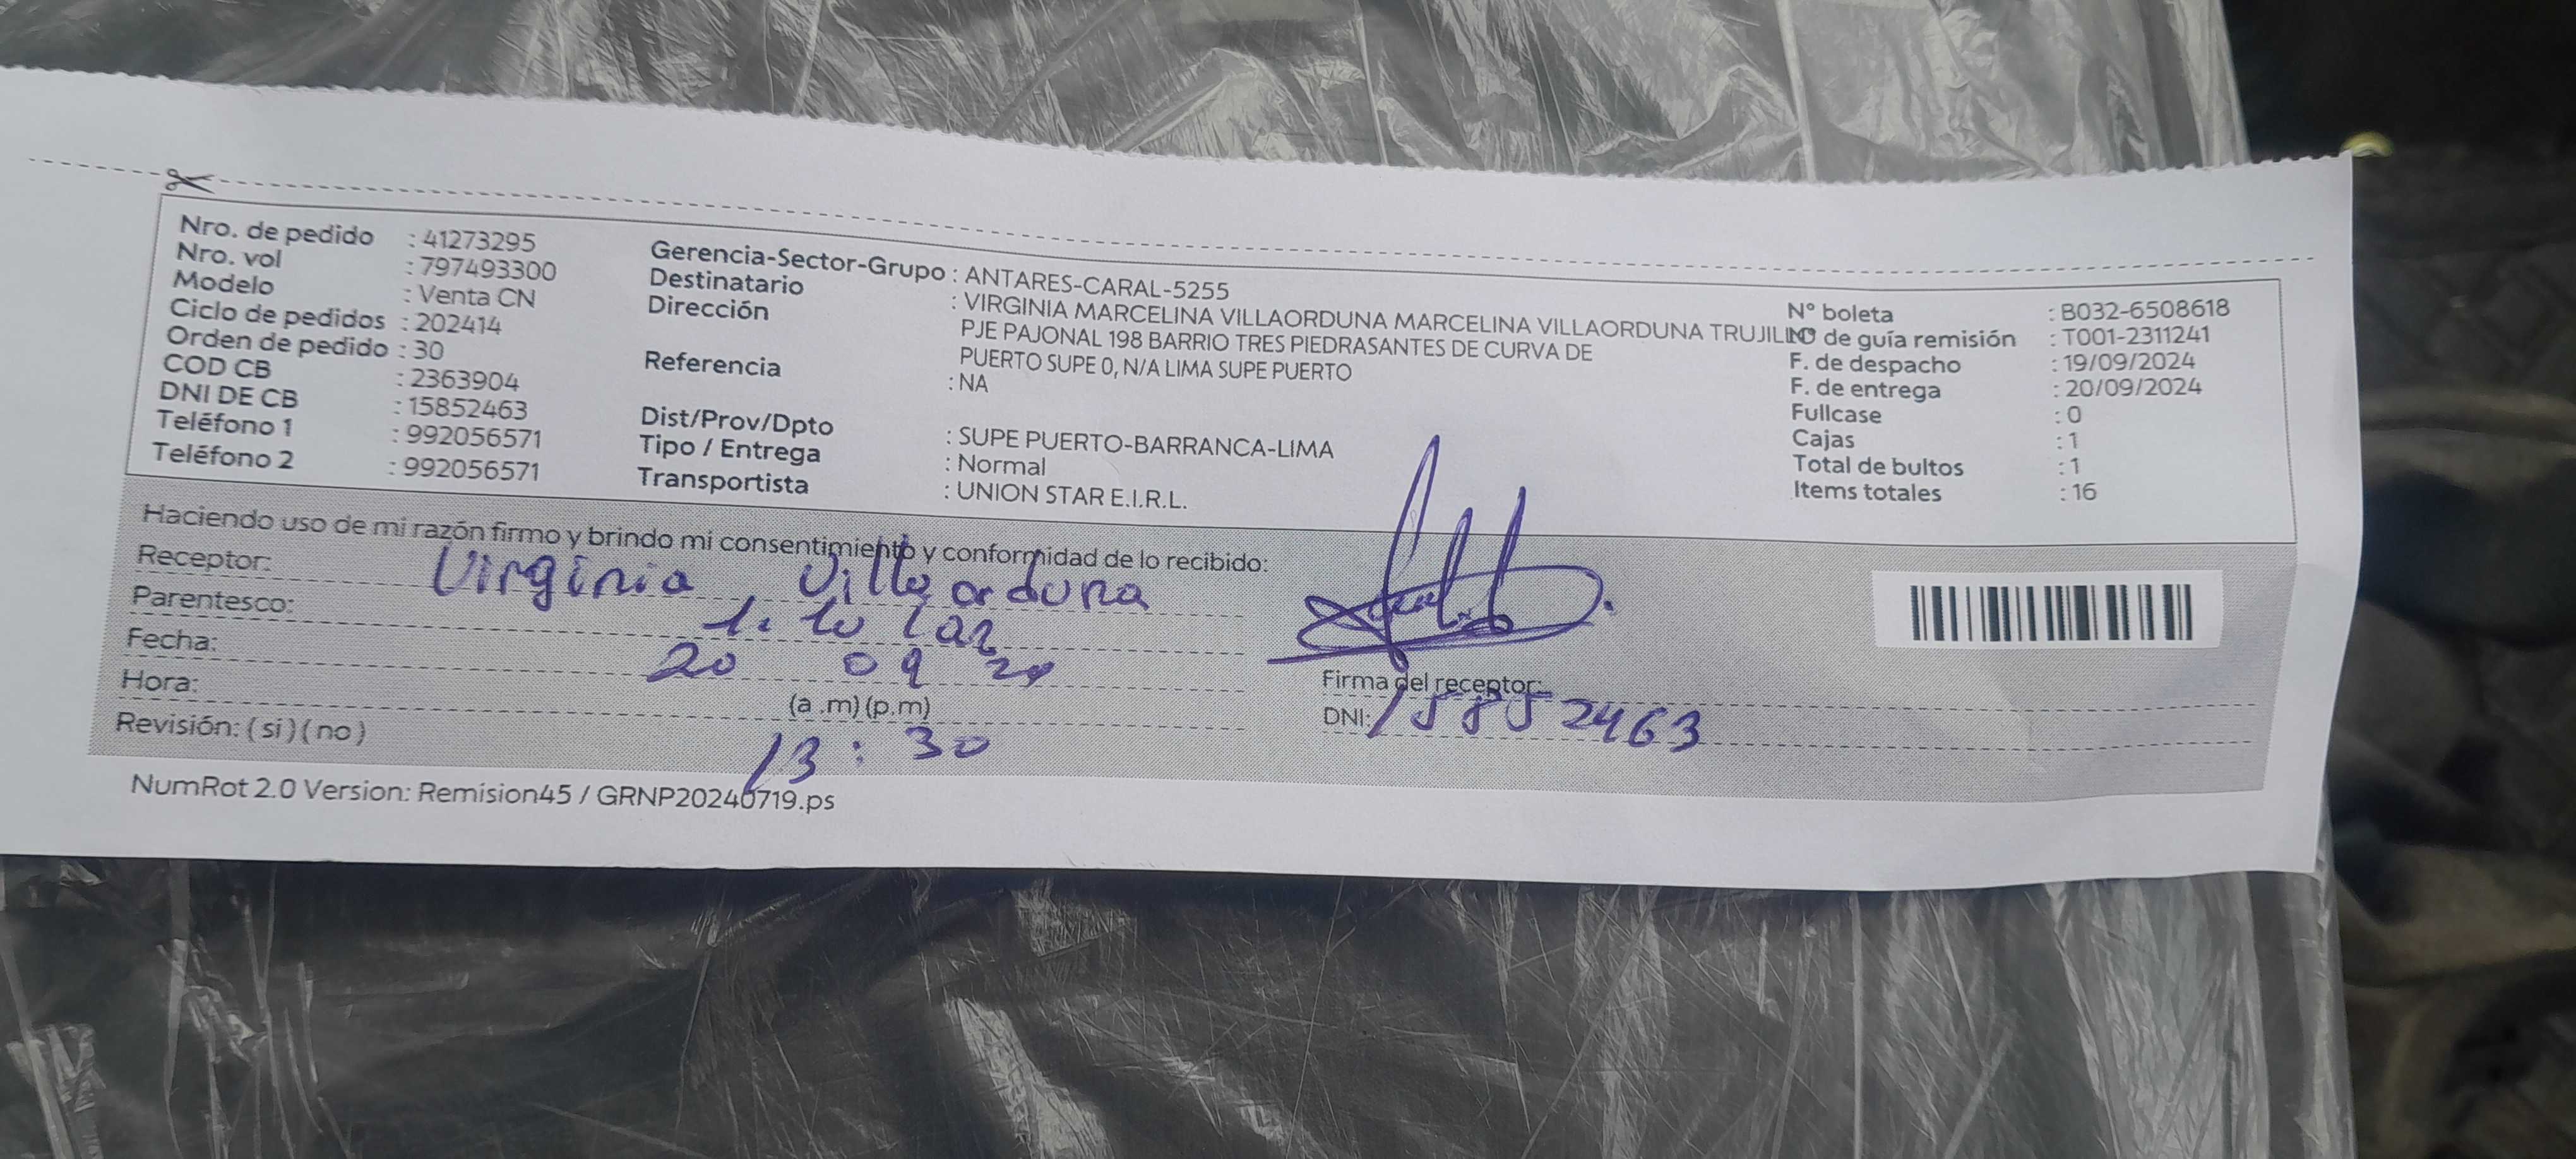 Nro. de pedido : 41273295
Nro. vol : 797493300
Modelo : Venta CN
Ciclo de pedidos : 202414
Orden de pedido : 30
COD CB : 2363904
DNI DE CB : 15852463
Teléfono 1 : 992056571
Teléfono 2 : 992056571
Gerencia-Sector-Grupo : ANTARES-CARAL-5255
Destinatario : VIRGINIA MARCELINA VILLAORDUNA MARCELINA VILLAORDUNA TRUJILLO
Dirección PJE PAJONAL 198 BARRIO TRES PIEDRASANTES DE CURVA DE
PUERTO SUPE 0, N/A LIMA SUPE PUERTO
Referencia : NA
Dist/Prov/Dpto : SUPE PUERTO-BARRANCA-LIMA
Tipo / Entrega : Normal
Transportista : UNION STAR E.I.R.L.
N° boleta : B032-6508618
N° de guía remisión : T001-2311241
F. de despacho : 19/09/2024
F. de entrega : 20/09/2024
Fullcase : 0
Cajas : 1
Total de bultos : 1
Items totales : 16
Haciendo uso de mi razón firmo y brindo mi consentimiento y conformidad de lo recibido:
Receptor: Virginia Villaorduna
Parentesco: titular
Fecha: 20 09 24
Hora: (a .m) (p.m)
13 : 30
Revisión: ( si ) ( no )
Firma del receptor:
DNI: 15852463
NumRot 2.0 Version: Remision45 / GRNP20240719.ps